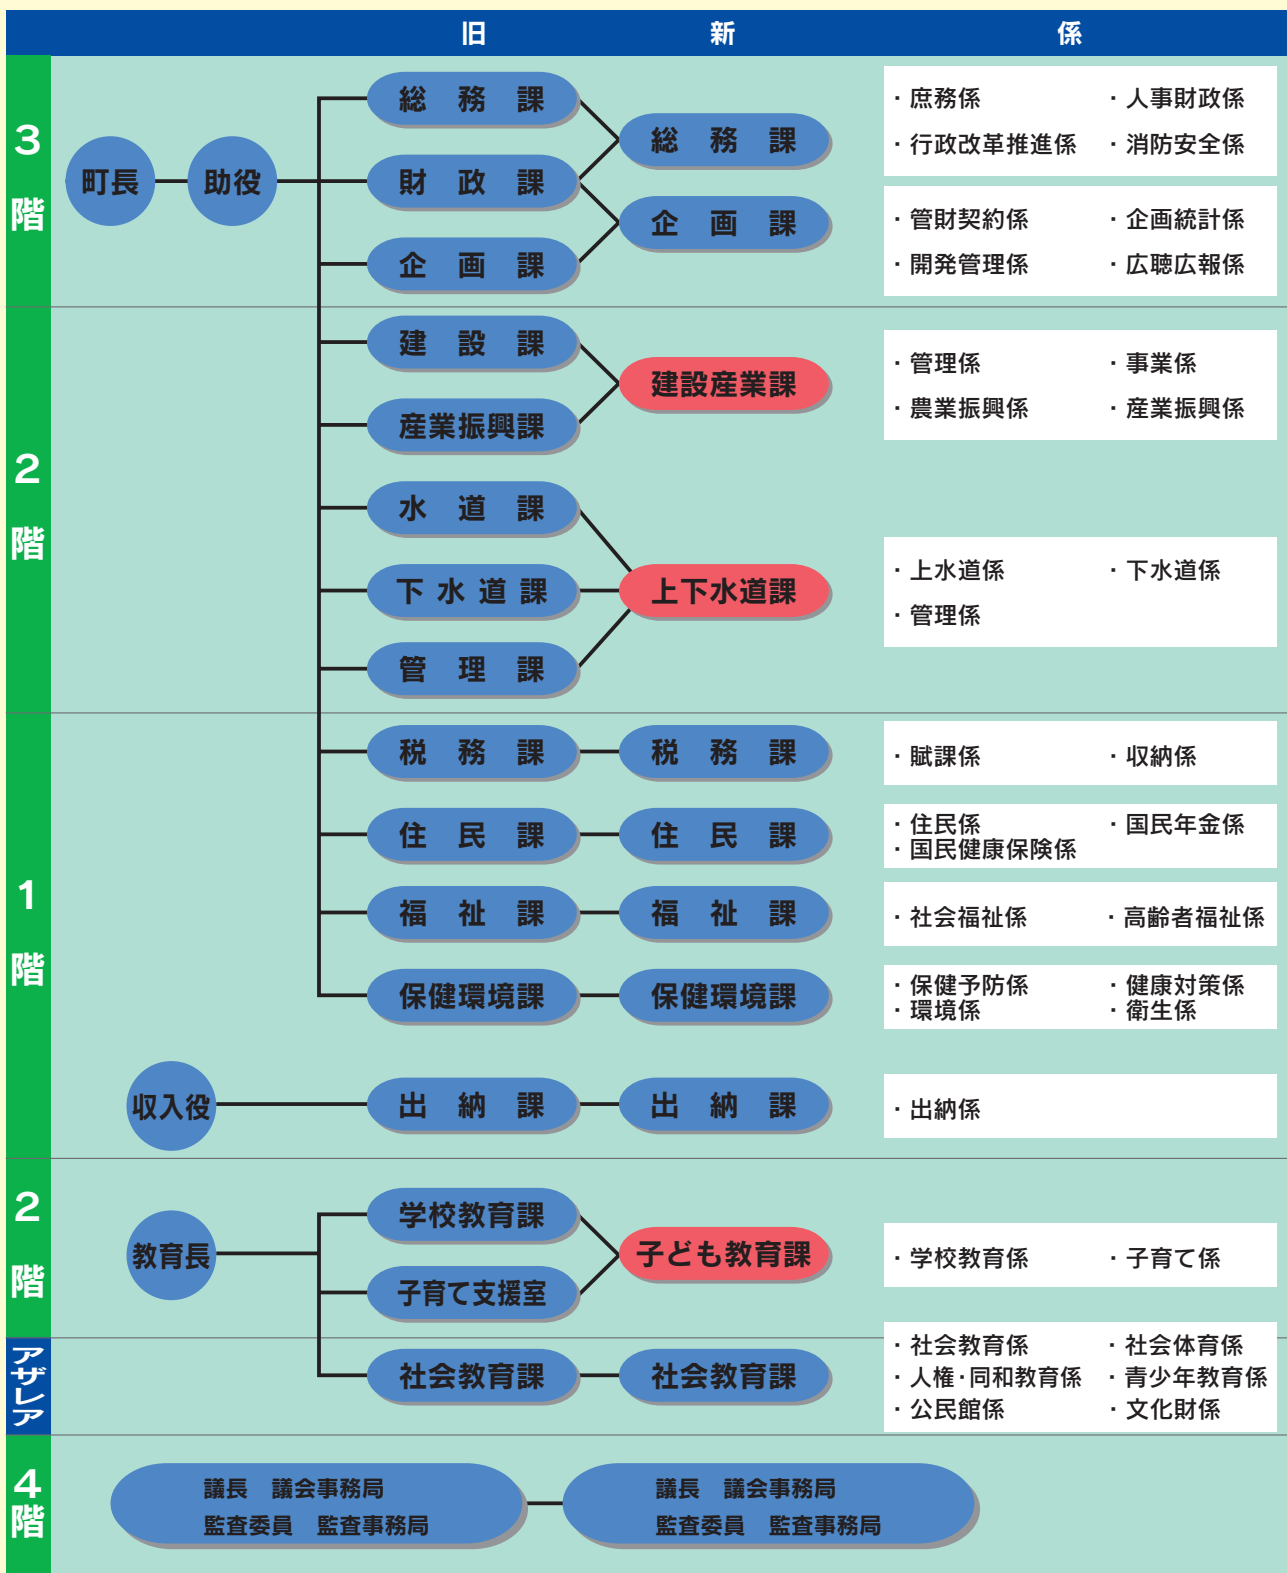 旧 新 係
3階
町長 助役
総務課
財政課
企画課
総務課
企画課
・庶務係 ・人事財政係
・行政改革推進係 ・消防安全係
・管財契約係 ・企画統計係
・開発管理係 ・広聴広報係
2階
建設課
産業振興課
建設産業課
・管理係 ・事業係
・農業振興係 ・産業振興係
水道課
下水道課
管理課
上下水道課
・上水道係 ・下水道係
・管理係
1階
税務課 税務課
・賦課係 ・収納係
住民課 住民課
・住民係 ・国民年金係
・国民健康保険係
福祉課 福祉課
・社会福祉係 ・高齢者福祉係
保健環境課 保健環境課
・保健予防係 ・健康対策係
・環境係 ・衛生係
収入役 出納課 出納課
・出納係
2階
教育長
学校教育課
子育て支援室
子ども教育課
・学校教育係 ・子育て係
アザレア
社会教育課 社会教育課
・社会教育係 ・社会体育係
・人権・同和教育係 ・青少年教育係
・公民館係 ・文化財係
4階
議長 議会事務局
監査委員 監査事務局
議長 議会事務局
監査委員 監査事務局